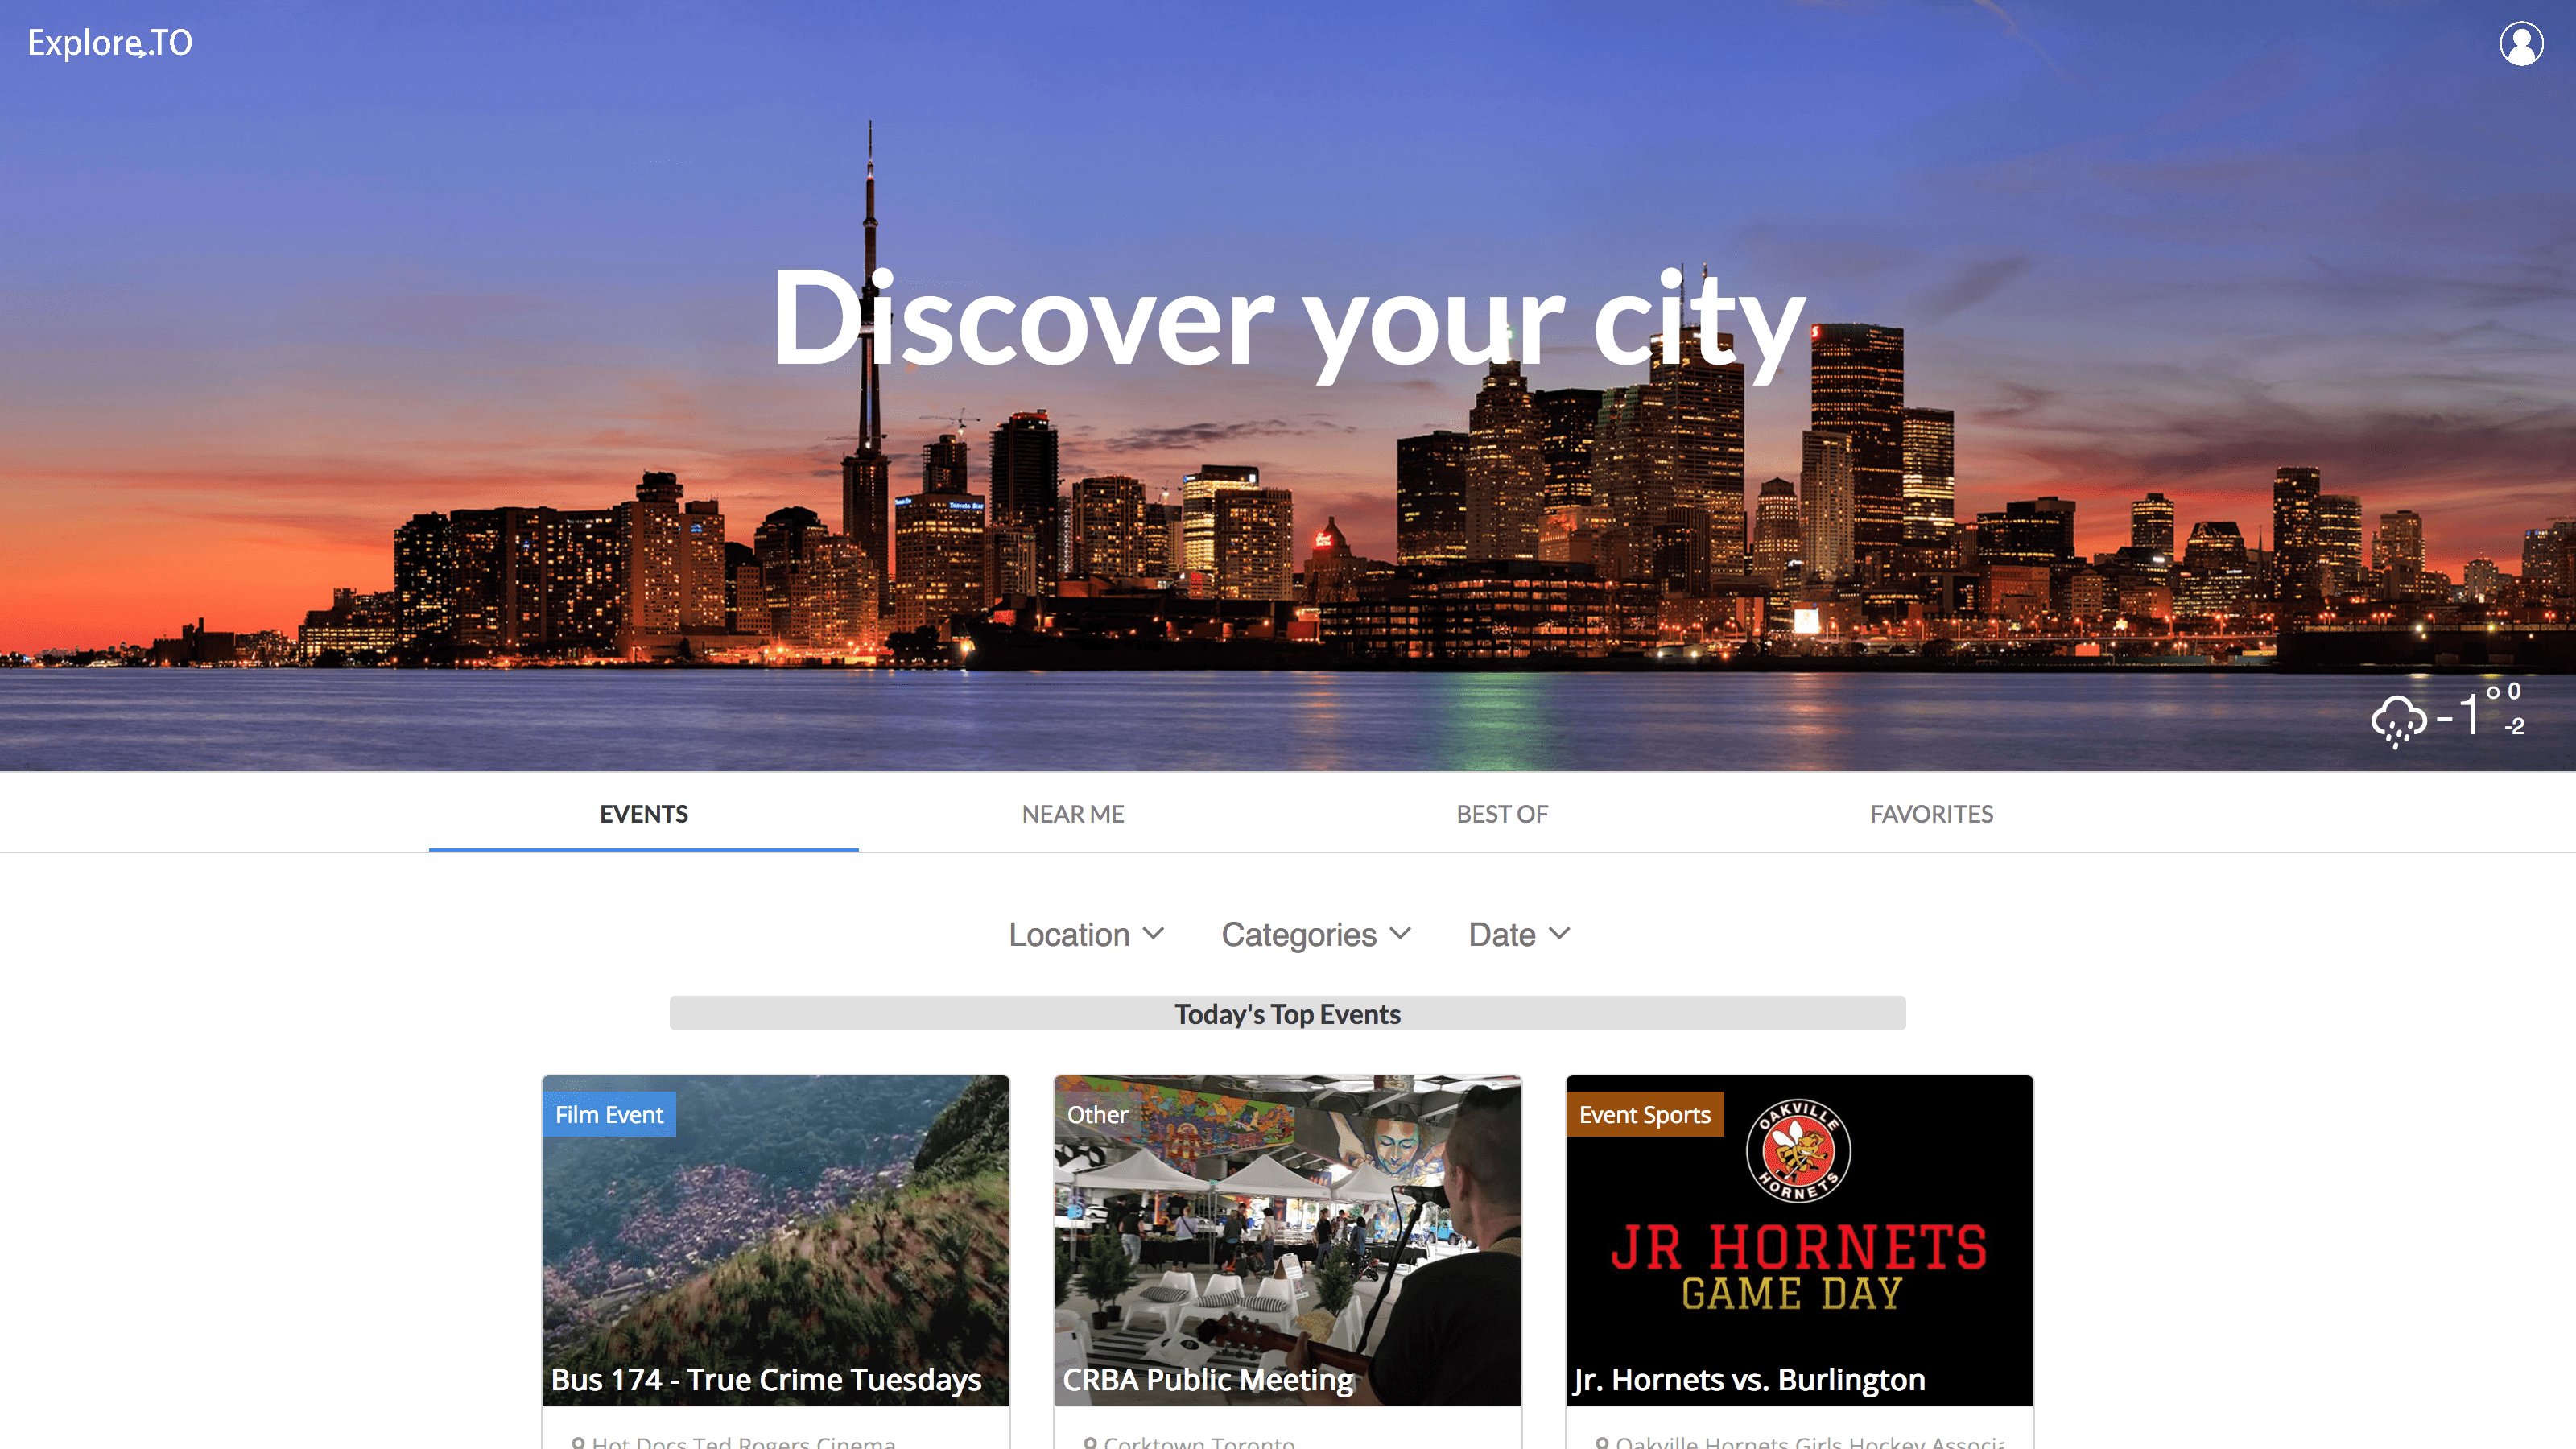 Explore.TO
Discover your city
Toronto Star
-1° 0
-2
EVENTS
NEAR ME
BEST OF
FAVORITES
Location
Categories
Date
Today's Top Events
Film Event
Bus 174 - True Crime Tuesdays
Hot Docs Ted Rogers Cinema
Other
CRBA Public Meeting
Corktown Toronto
Event Sports
OAKVILLE
HORNETS
JR HORNETS
GAME DAY
Jr. Hornets vs. Burlington
Oakville Hornets Girls Hockey Associa